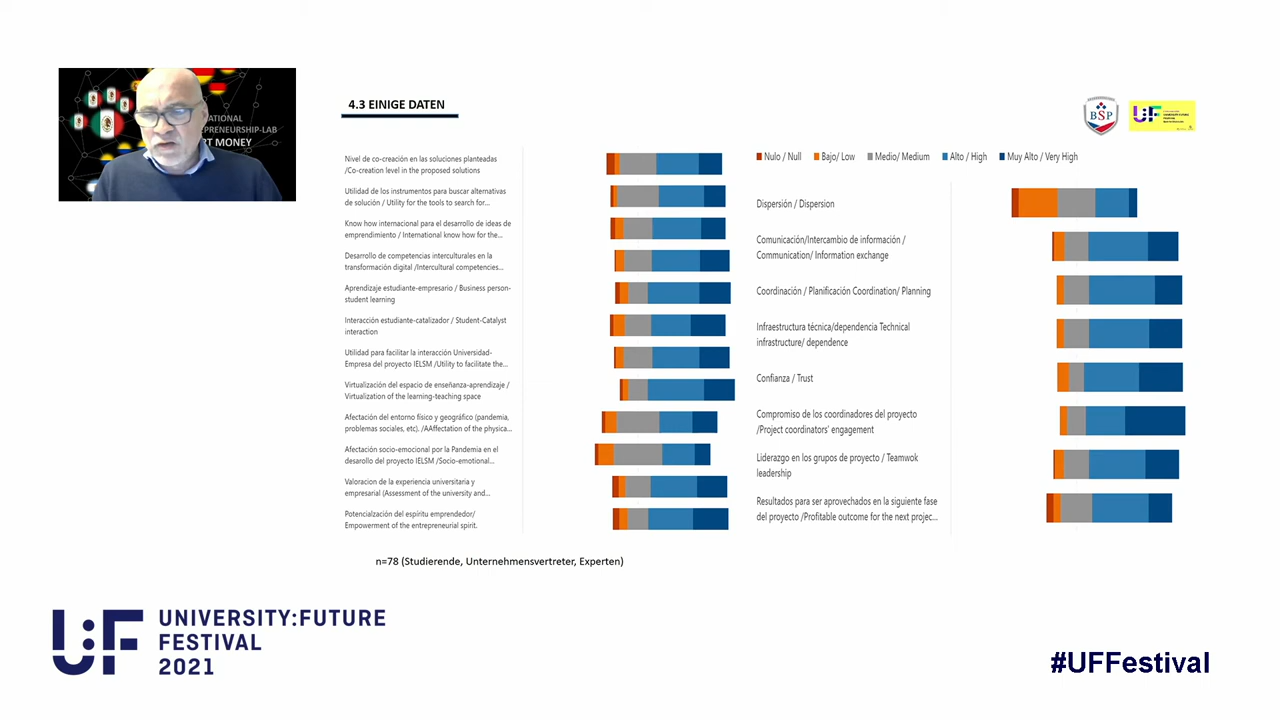 NATIONAL
PRENEURSHIP-LAB
RT MONEY
4.3 EINIGE DATEN
BSP
U:F
Nivel de co-creación en las soluciones planteadas
/Co-creation level in the proposed solutions
Utilidad de los instrumentos para buscar alternativas
de solución / Utility for the tools to search for...
Know how internacional para el desarrollo de ideas de
emprendimiento / International know how for the...
Desarrollo de competencias interculturales en la
transformación digital /Intercultural competencies...
Aprendizaje estudiante-empresario / Business person-
student learning
Interacción estudiante-catalizador / Student-Catalyst
interaction
Utilidad para facilitar la interacción Universidad-
Empresa del proyecto IELSM /Utility to facilitate the...
Virtualización del espacio de enseñanza-aprendizaje /
Virtualization of the learning-teaching space
Afectación del entorno físico y geográfico (pandemia,
problemas sociales, etc). /AAffectation of the physica...
Afectación socio-emocional por la Pandemia en el
desarollo del proyecto IELSM /Socio-emotional...
Valoracion de la experiencia universitaria y
empresarial (Assessment of the university and...
Potencialzación del espíritu emprendedor/
Empowerment of the entrepreneurial spirit.
Nulo / Null Bajo/ Low Medio/ Medium Alto / High Muy Alto / Very High
Dispersión / Dispersion
Comunicación/Intercambio de información /
Communication/ Information exchange
Coordinación / Planificación Coordination/ Planning
Infraestructura técnica/dependencia Technical
infrastructure/ dependence
Confianza / Trust
Compromiso de los coordinadores del proyecto
/Project coordinators' engagement
Liderazgo en los grupos de proyecto / Teamwok
leadership
Resultados para ser aprovechados en la siguiente fase
del proyecto /Profitable outcome for the next projec...
n=78 (Studierende, Unternehmensvertreter, Experten)
U:F
UNIVERSITY:FUTURE
FESTIVAL
2021
#UFFestival